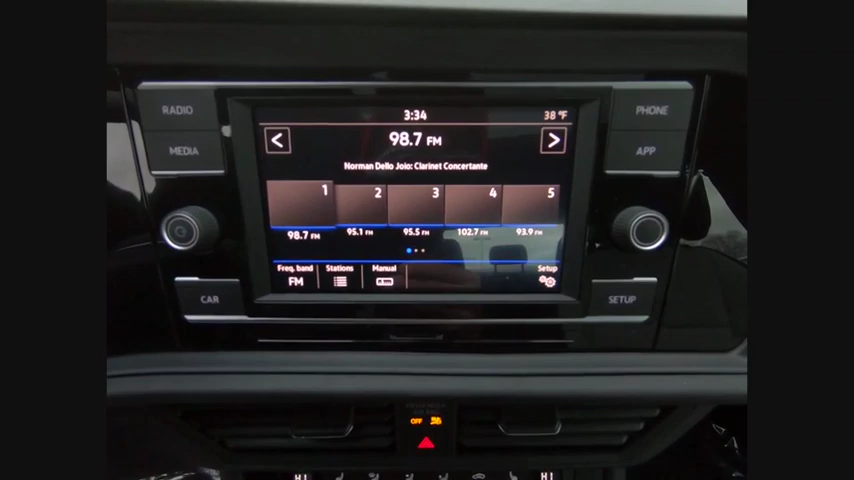 RADIO
MEDIA
PHONE
APP
CAR
SETUP
3:34
38 °F
98.7 FM
Norman Dello Joio: Clarinet Concertante
1
2
3
4
5
98.7 FM
95.1 FM
95.5 FM
102.7 FM
93.9 FM
Freq. band
FM
Stations
Manual
Setup
OFF
HI
HI